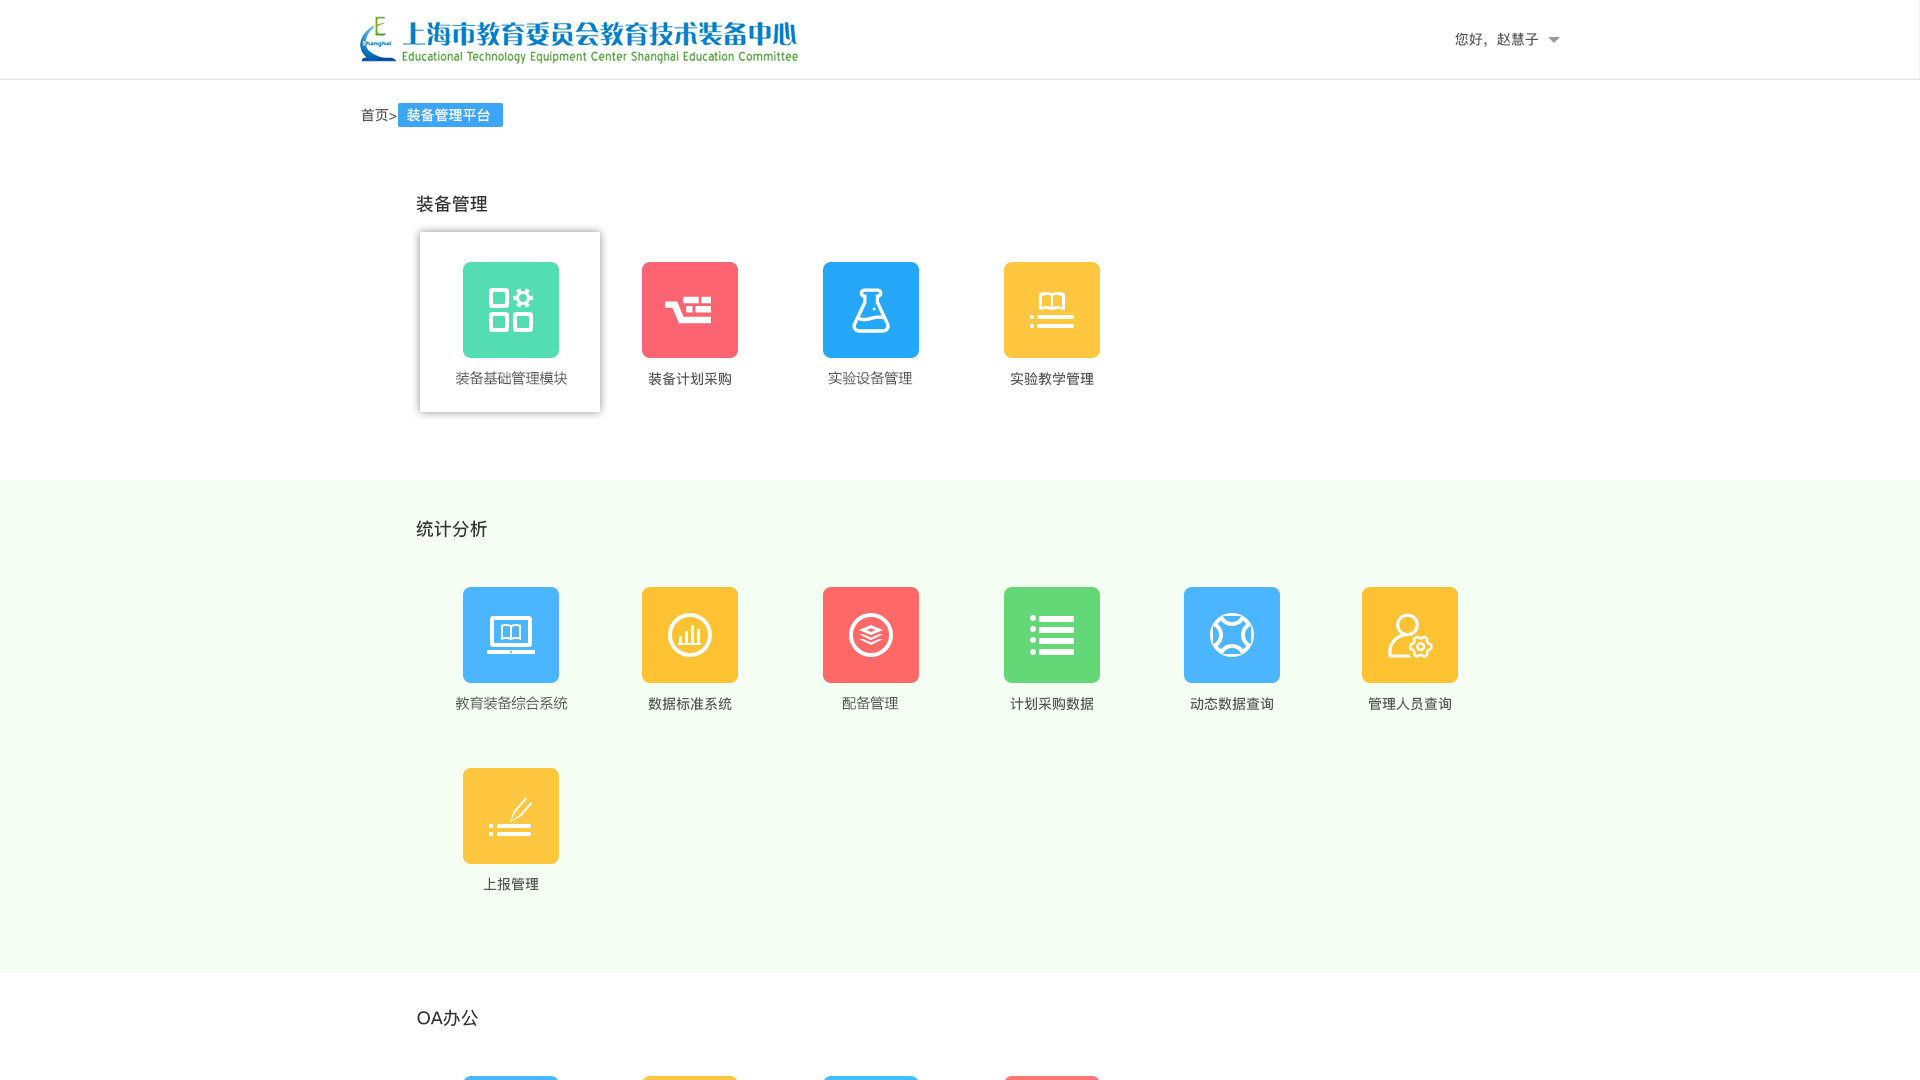 E
Shanghai
上海市教育委员会教育技术装备中心
Educational Technology Equipment Center Shanghai Education Committee
您好，赵慧子
首页> 装备管理平台
装备管理
装备基础管理模块
装备计划采购
实验设备管理
实验教学管理
统计分析
教育装备综合系统
数据标准系统
配备管理
计划采购数据
动态数据查询
管理人员查询
上报管理
OA办公